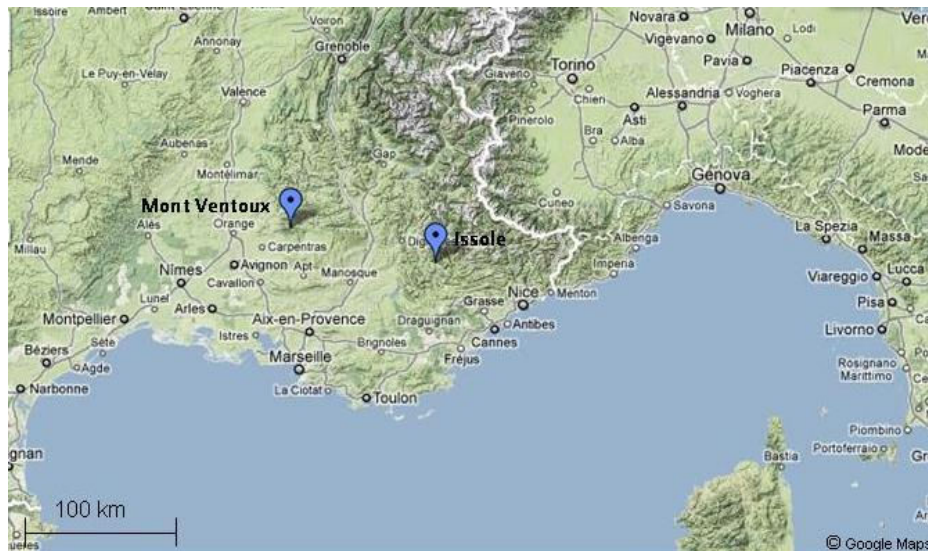 Issoire
Ambert
Saint-Etienne
Voiron
Novara
Milano
Lodi
Annonay
Grenoble
Vigevano
Pavia
Le Puy-en-Velay
Giaveno
Torino
Piacenza
Cremona
Valence
Chieri
Alessandria
Voghera
Pinerolo
Asti
Parma
Aubenas
Bra
Alba
Mende
Gap
Montélimar
Genova
Mont Ventoux
Cuneo
Savona
Alès
Orange
Issole
Millau
Carpentras
Albenga
La Spezia
Massa
Avignon
Apt
Imperia
Nîmes
Cavaillon
Manosque
Viareggio
Lucca
Lunel
Grasse
Nice
Menton
Arles
Pisa
Montpellier
Aix-en-Provence
Draguignan
Antibes
Istres
Brignoles
Cannes
Livorno
Béziers
Sète
Marseille
Fréjus
Agde
Rosignano
Marittimo
Narbonne
La Ciotat
Toulon
Piombino
Portoferraio
Bastia
100 km
© Google Maps